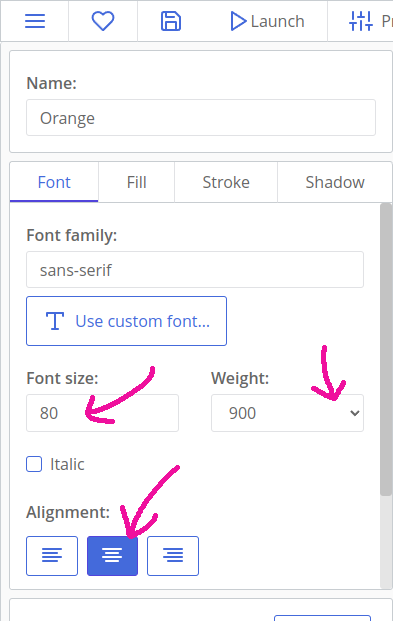 Launch Pr
Name:
Orange
Font Fill Stroke Shadow
Font family:
sans-serif
Use custom font...
Font size: Weight:
80 900
Italic
Alignment: